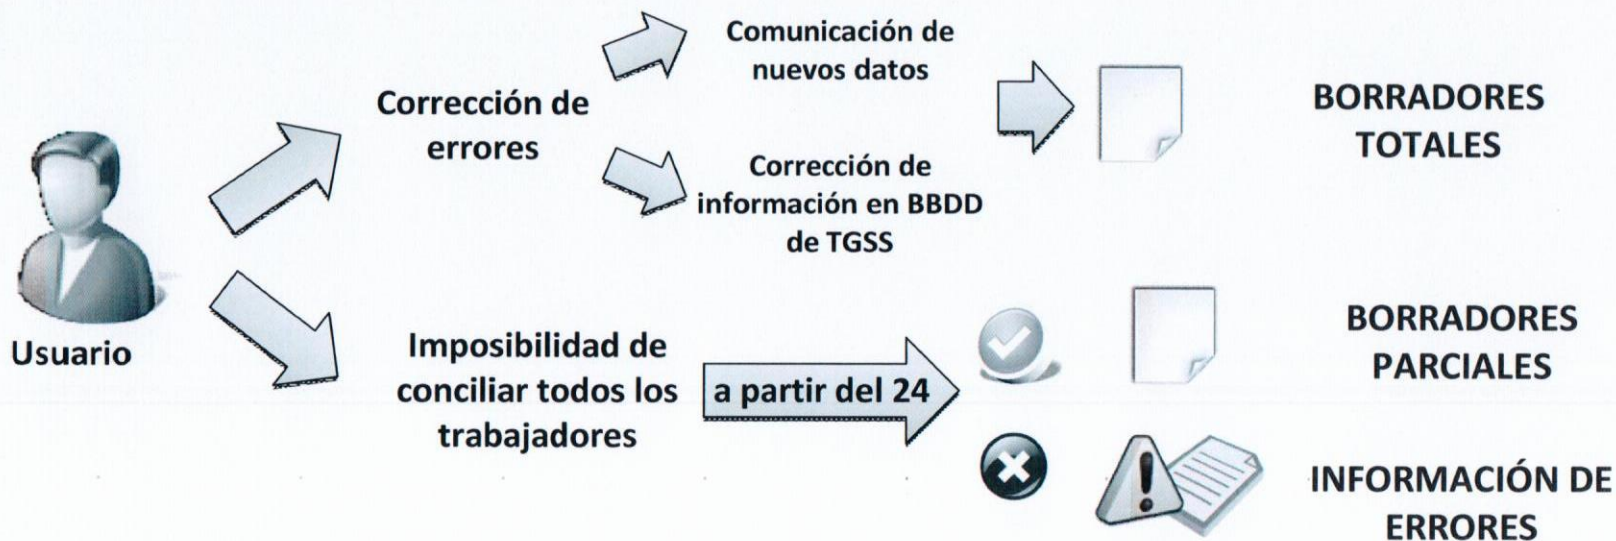 Comunicación de
nuevos datos
Corrección de
errores
BORRADORES
TOTALES
Corrección de
información en BBDD
de TGSS
Usuario
Imposibilidad de
conciliar todos los
trabajadores
a partir del 24
BORRADORES
PARCIALES
INFORMACIÓN DE
ERRORES